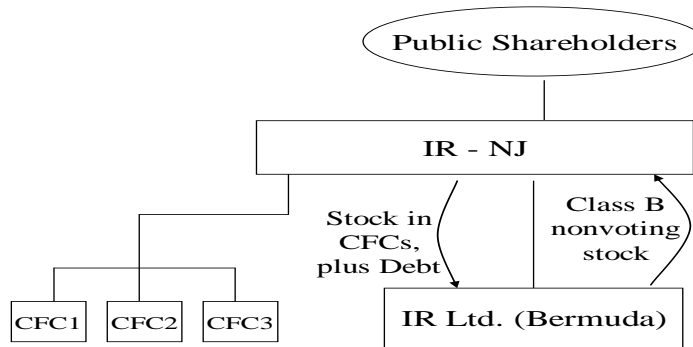 Public Shareholders
IR - NJ
Stock in
CFCs,
plus Debt
Class B
nonvoting
stock
CFC1
CFC2
CFC3
IR Ltd. (Bermuda)